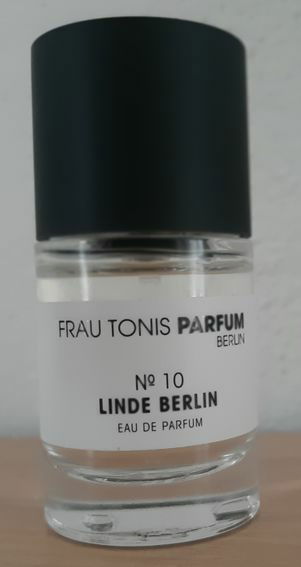 FRAU TONIS PARFUM
BERLIN
Nº 10
LINDE BERLIN
EAU DE PARFUM